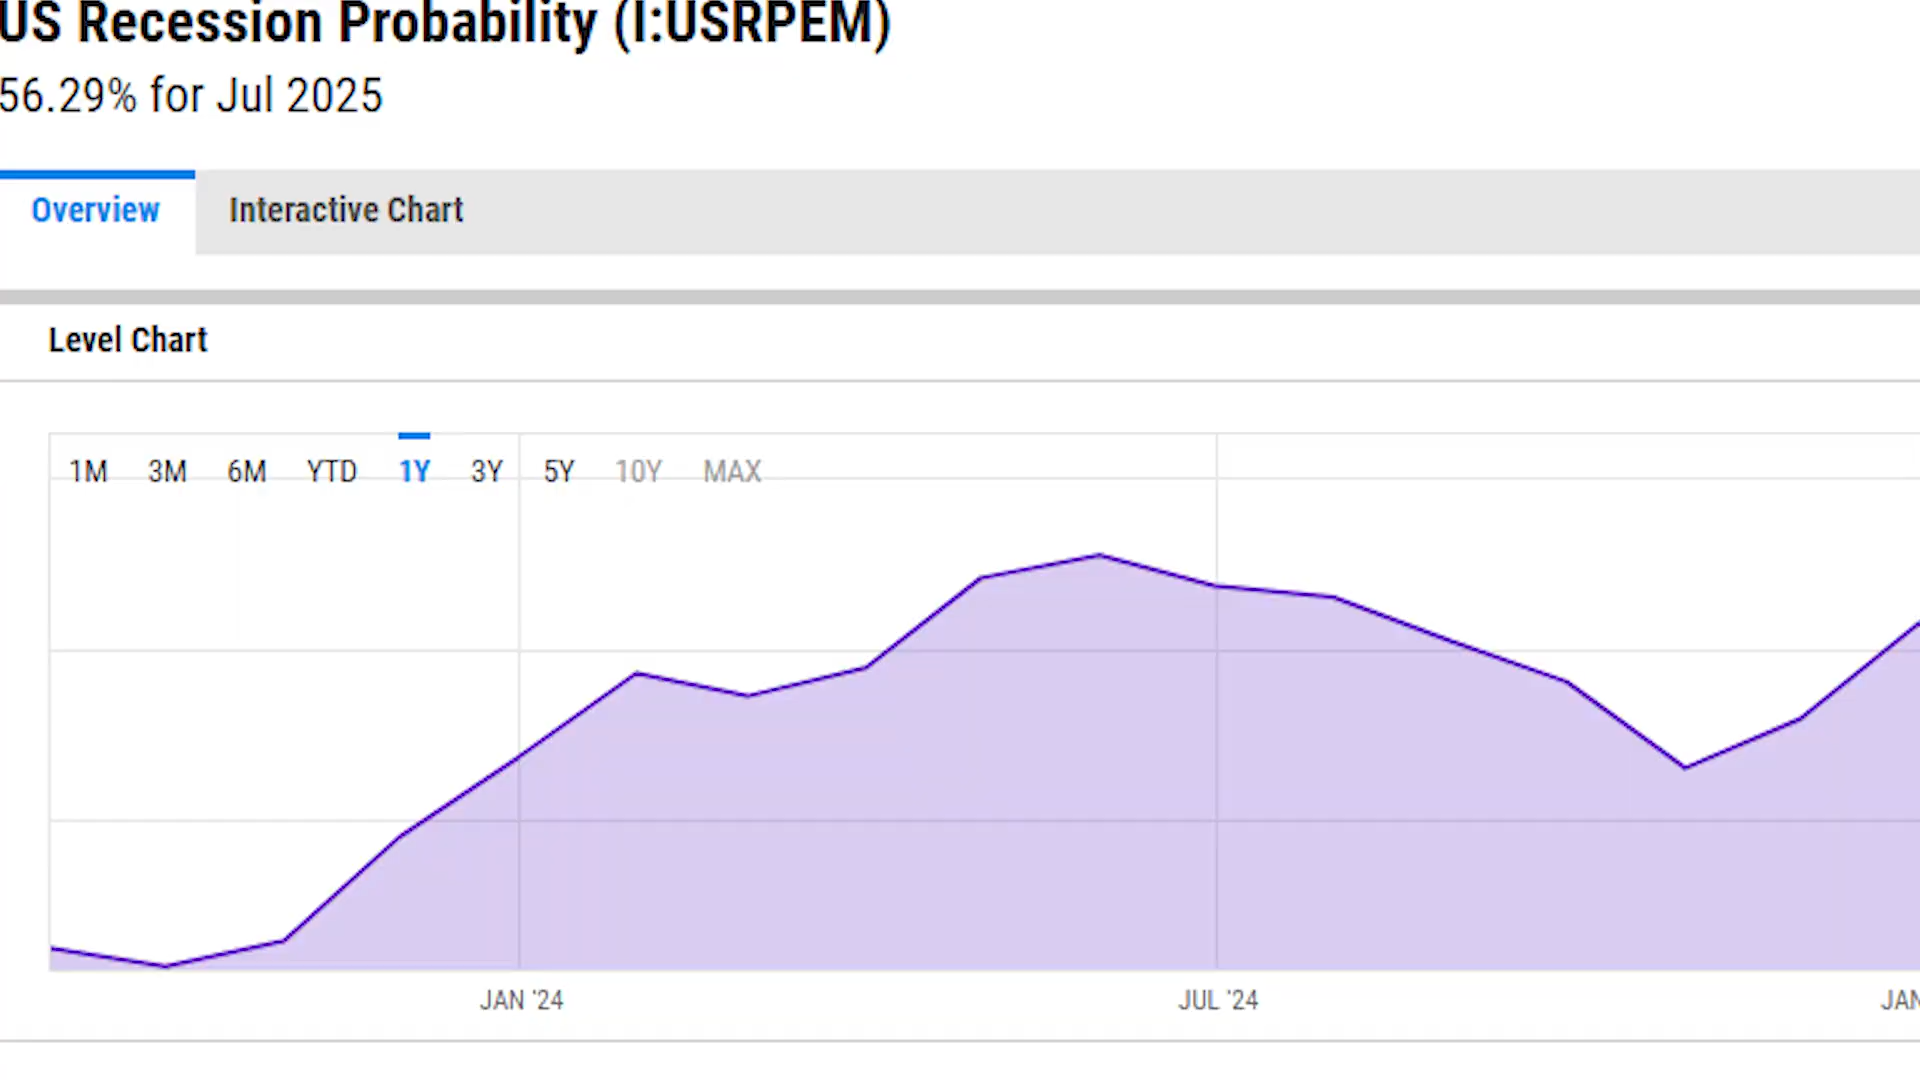 US Recession Probability (I:USRPEM)
56.29% for Jul 2025
Overview Interactive Chart
Level Chart
1M 3M 6M YTD 1Y 3Y 5Y 10Y MAX
JAN '24 JUL '24 JAN